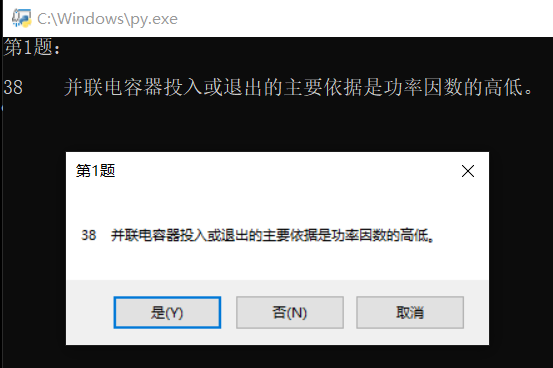 C:\Windows\py.exe
第1题：
38 并联电容器投入或退出的主要依据是功率因数的高低。
第1题
38 并联电容器投入或退出的主要依据是功率因数的高低。
是(Y) 否(N) 取消